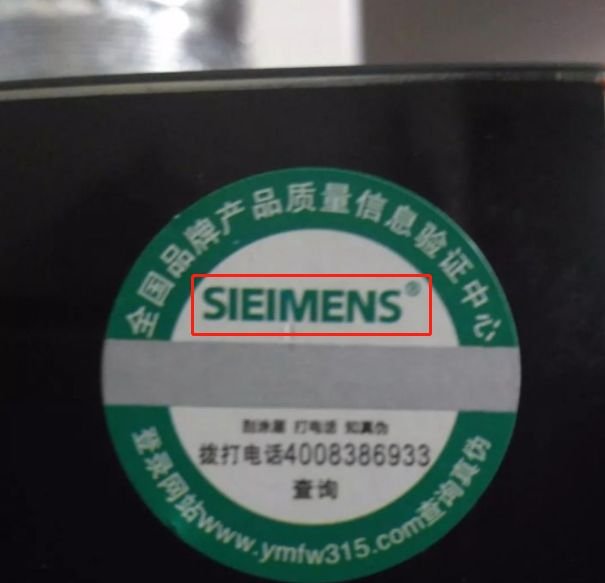 全国品牌产品质量信息验证中心
SIEIMENS®
刮涂层 打电话 知真伪
拨打电话4008386933
查询
登录网站www.ymfw315.com查询真伪